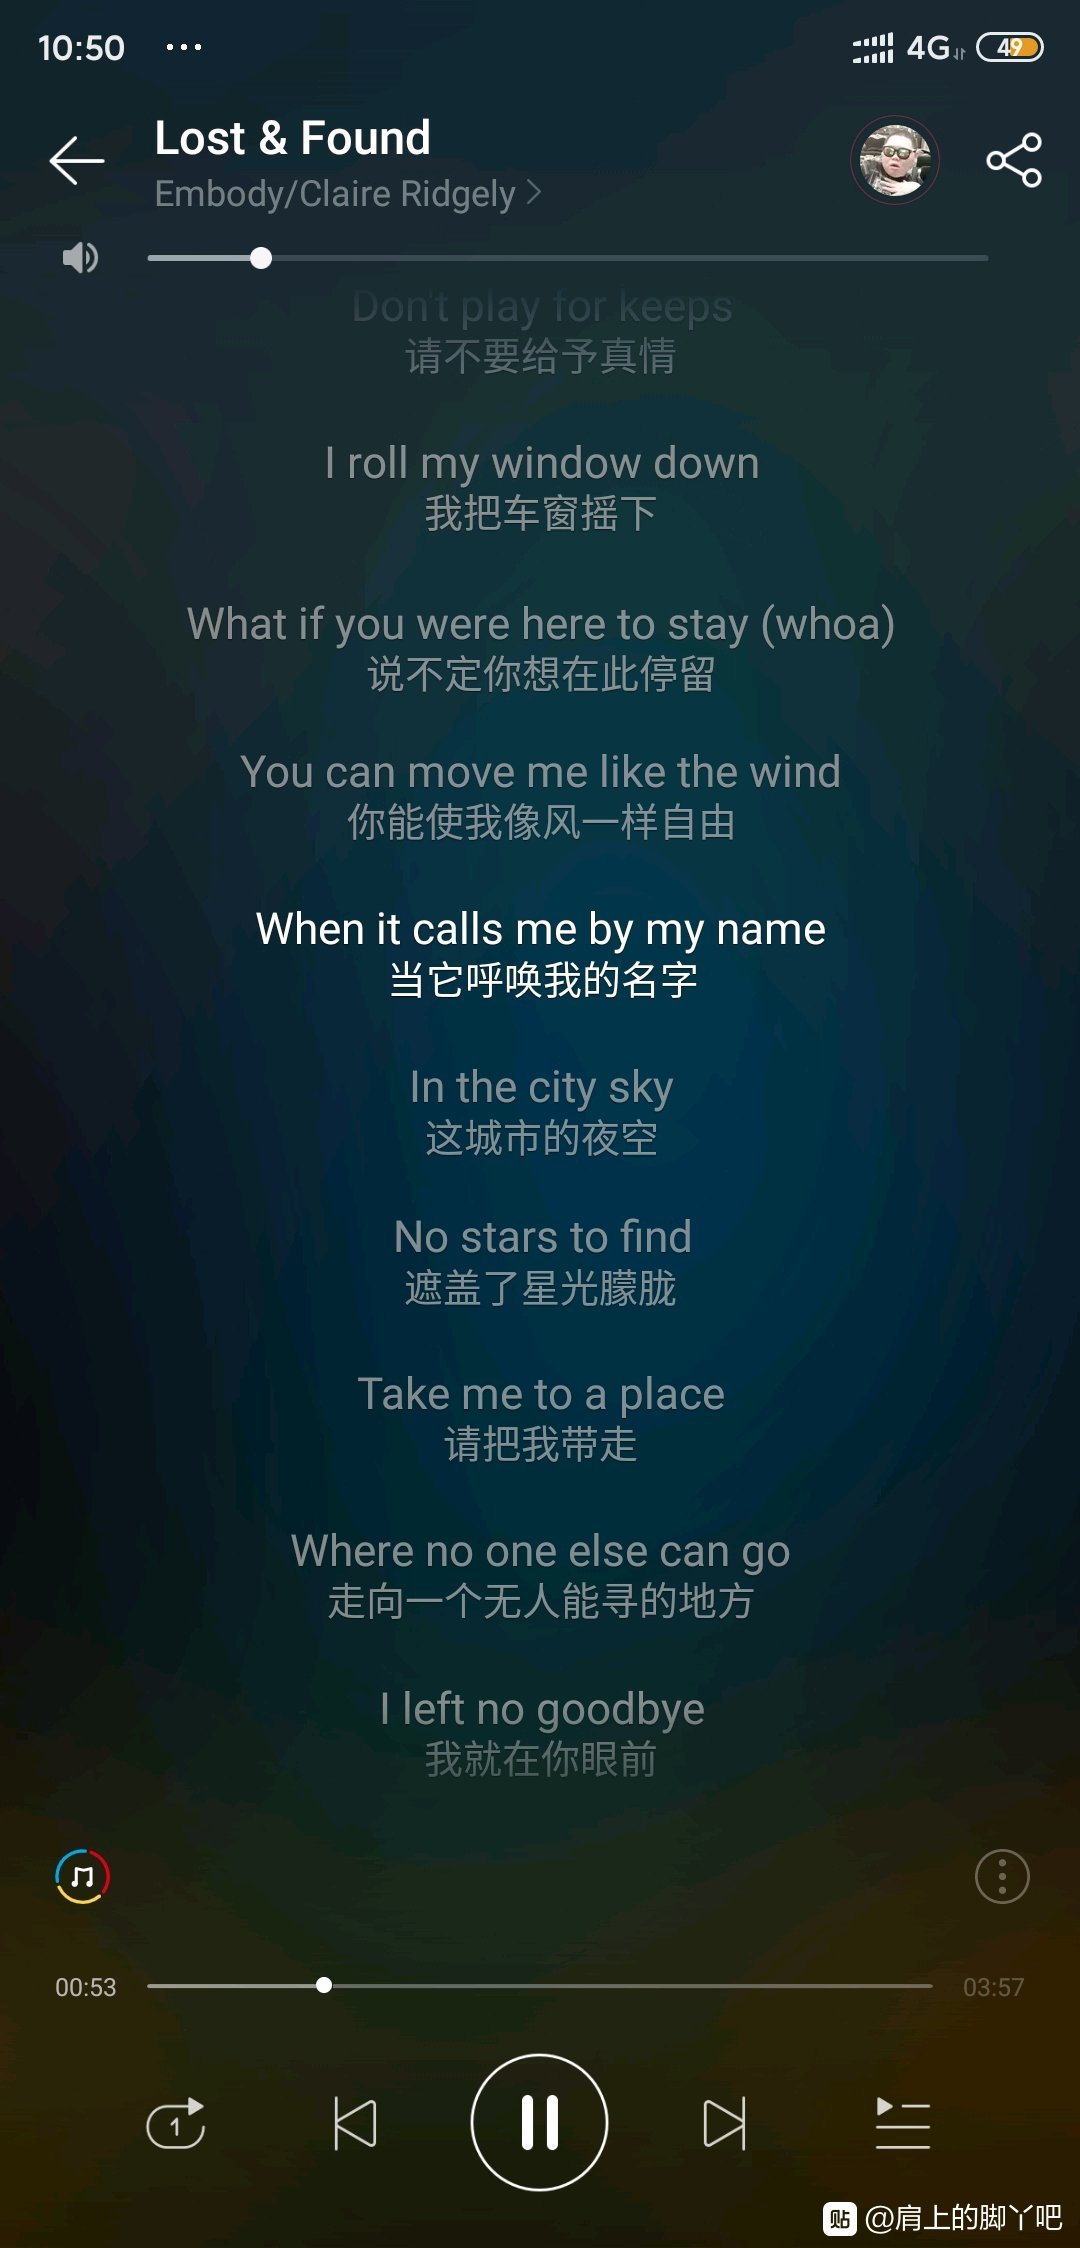 10:50 ... 4G 49
Lost & Found
Embody/Claire Ridgely
Don't play for keeps
请不要给予真情
I roll my window down
我把车窗摇下
What if you were here to stay (whoa)
说不定你想在此停留
You can move me like the wind
你能使我像风一样自由
When it calls me by my name
当它呼唤我的名字
In the city sky
这城市的夜空
No stars to find
遮盖了星光朦胧
Take me to a place
请把我带走
Where no one else can go
走向一个无人能寻的地方
I left no goodbye
我就在你眼前
00:53 03:57
1
贴 @肩上的脚丫吧